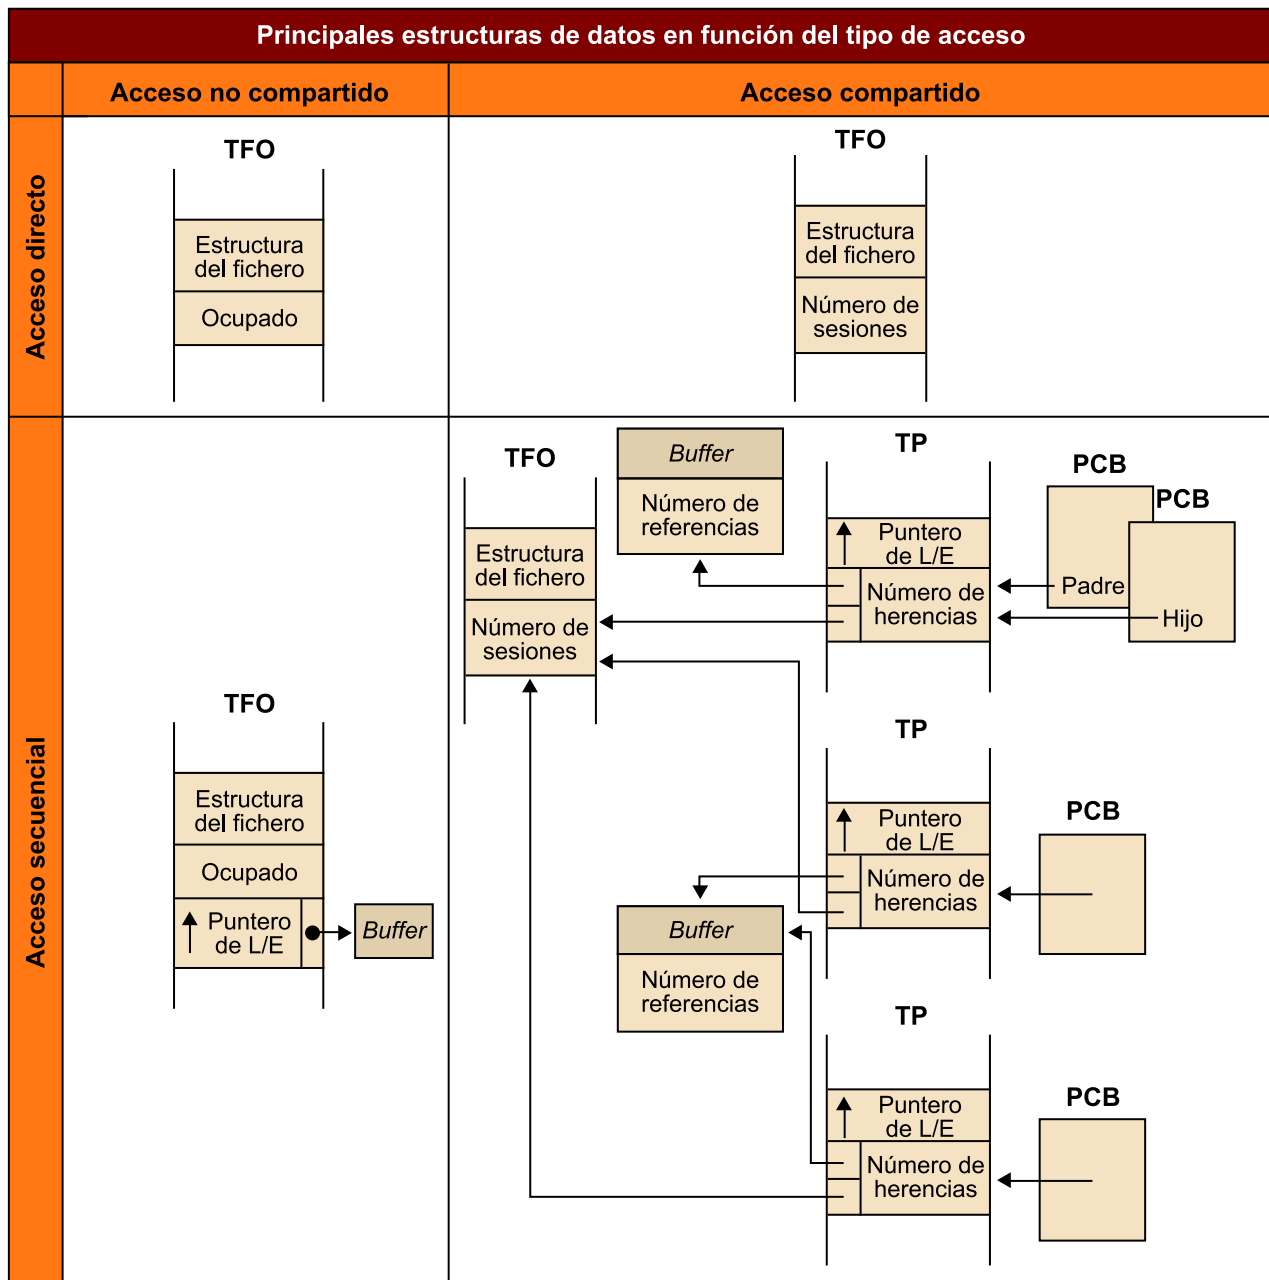 Principales estructuras de datos en función del tipo de acceso
Acceso no compartido
Acceso compartido
Acceso directo
TFO
Estructura
del fichero
Ocupado
TFO
Estructura
del fichero
Número de
sesiones
Acceso secuencial
TFO
Estructura
del fichero
Ocupado
Puntero
de L/E
Buffer
TFO
Estructura
del fichero
Número de
sesiones
Buffer
Número de
referencias
TP
Puntero
de L/E
Número de
herencias
PCB
Padre
PCB
Hijo
TP
Puntero
de L/E
Número de
herencias
PCB
Buffer
Número de
referencias
TP
Puntero
de L/E
Número de
herencias
PCB